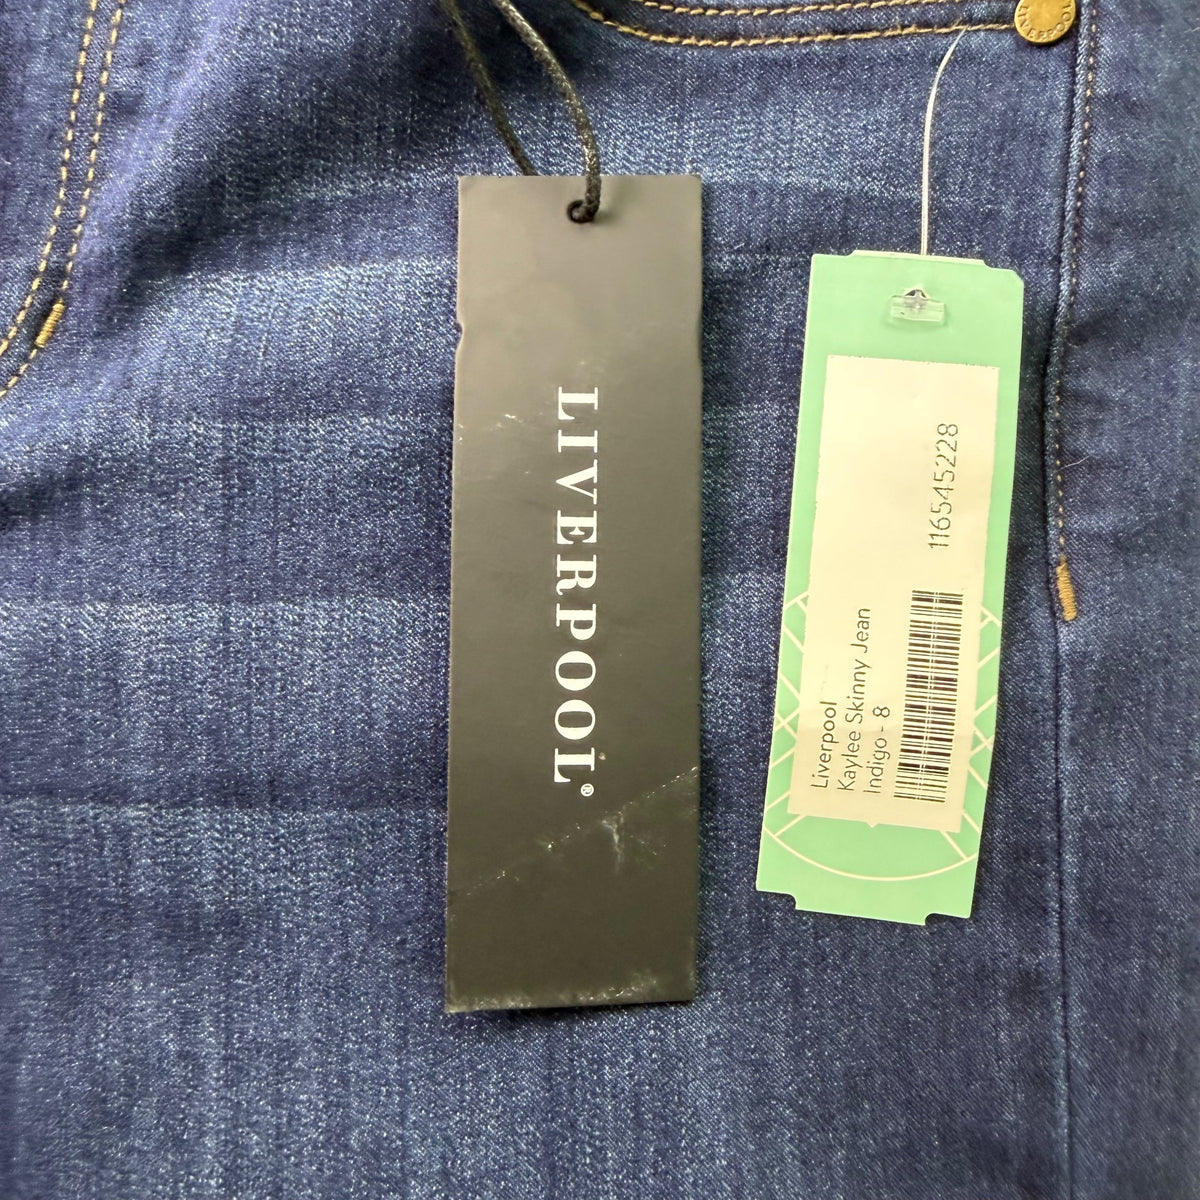 LIVERPOOL®
Liverpool
Kaylee Skinny Jean
Indigo - 8
116545228
LIVERPOOL